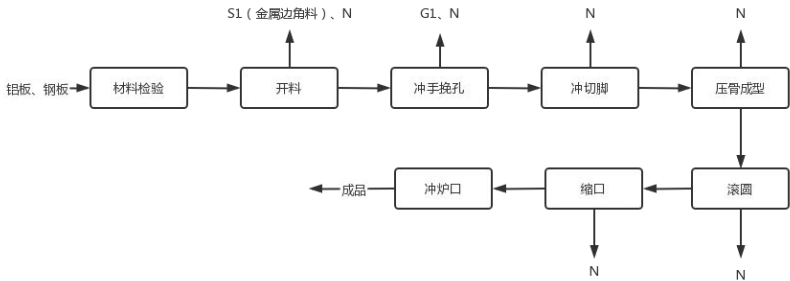 S1（金属边角料）、N
G1、N
N
N
铝板、钢板
材料检验
开料
冲手挽孔
冲切脚
压骨成型
成品
冲炉口
缩口
滚圆
N
N